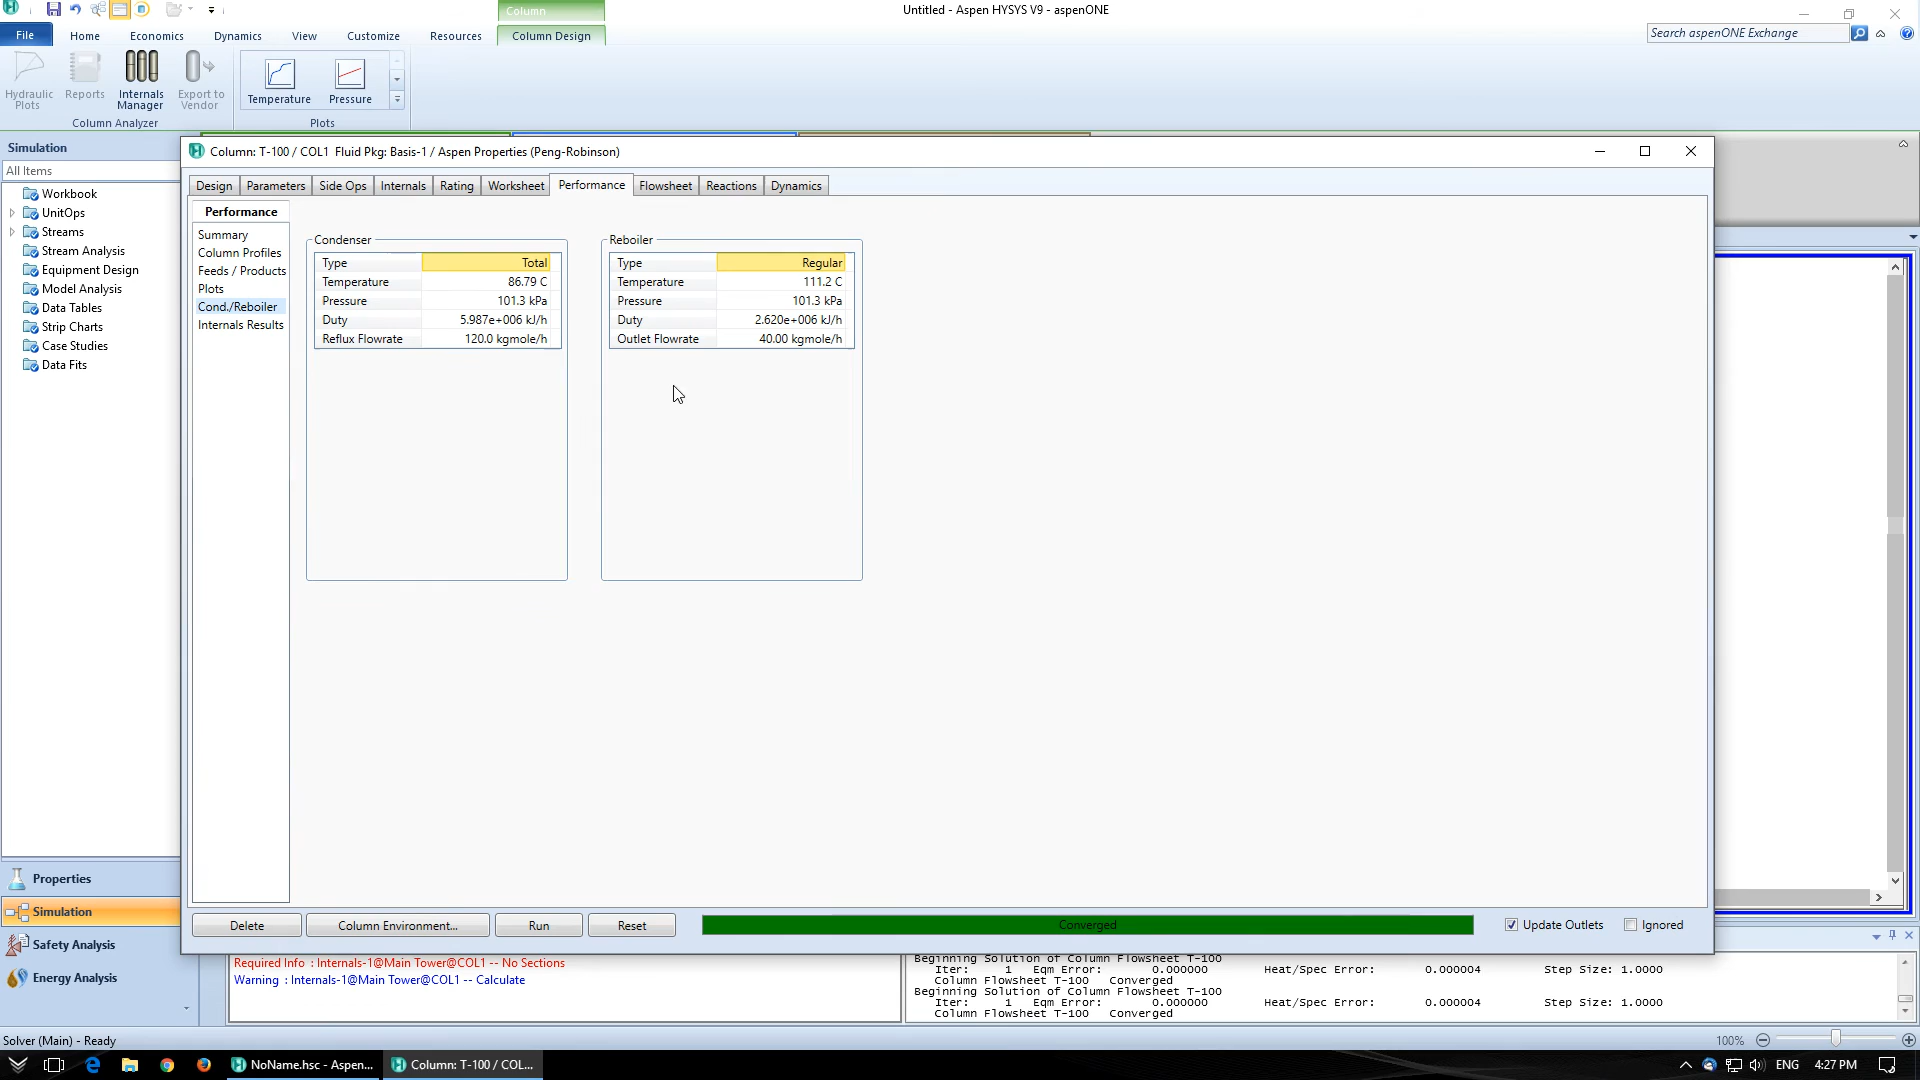 Column
Untitled - Aspen HYSYS V9 - aspenONE
File
Home
Economics
Dynamics
View
Customize
Resources
Column Design
Search aspenONE Exchange
Hydraulic
Plots
Reports
Internals
Manager
Export to
Vendor
Temperature
Pressure
Column Analyzer
Plots
Simulation
All Items
Workbook
UnitOps
Streams
Stream Analysis
Equipment Design
Model Analysis
Data Tables
Strip Charts
Case Studies
Data Fits
Properties
Simulation
Safety Analysis
Energy Analysis
Column: T-100 / COL1 Fluid Pkg: Basis-1 / Aspen Properties (Peng-Robinson)
Design
Parameters
Side Ops
Internals
Rating
Worksheet
Performance
Flowsheet
Reactions
Dynamics
Performance
Summary
Column Profiles
Feeds / Products
Plots
Cond./Reboiler
Internals Results
Condenser
Type Total
Temperature 86.79 C
Pressure 101.3 kPa
Duty 5.987e+006 kJ/h
Reflux Flowrate 120.0 kgmole/h
Reboiler
Type Regular
Temperature 111.2 C
Pressure 101.3 kPa
Duty 2.620e+006 kJ/h
Outlet Flowrate 40.00 kgmole/h
Delete
Column Environment...
Run
Reset
Converged
Update Outlets
Ignored
Required Info : Internals-1@Main Tower@COL1 -- No Sections
Warning : Internals-1@Main Tower@COL1 -- Calculate
Beginning Solution of Column Flowsheet T-100
Iter: 1 Eqm Error: 0.000000 Heat/Spec Error: 0.000004 Step Size: 1.0000
Column Flowsheet T-100 Converged
Beginning Solution of Column Flowsheet T-100
Iter: 1 Eqm Error: 0.000000 Heat/Spec Error: 0.000004 Step Size: 1.0000
Column Flowsheet T-100 Converged
Solver (Main) - Ready
100%
NoName.hsc - Aspen...
Column: T-100 / COL...
ENG
4:27 PM